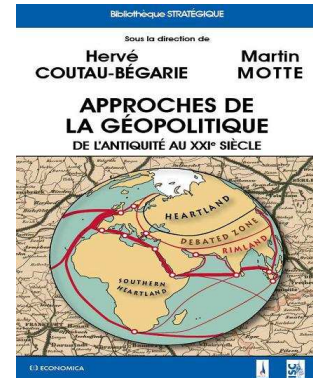 Bibliothèque STRATÉGIQUE
Sous la direction de
Hervé
COUTAU-BÉGARIE
Martin
MOTTE
APPROCHES DE
LA GÉOPOLITIQUE
DE L'ANTIQUITÉ AU XXIe SIÈCLE
HEARTLAND
DEBATED ZONE
RIMLAND
SOUTHERN
HEARTLAND
ECONOMICA